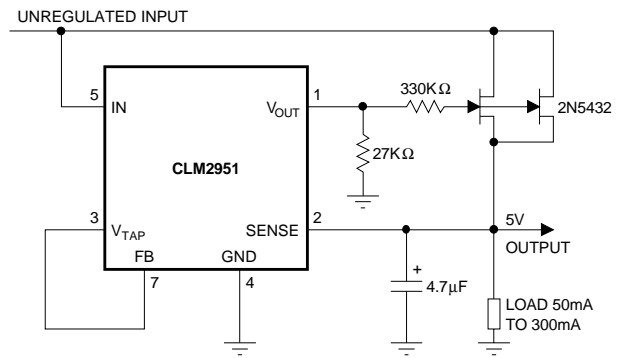 UNREGULATED INPUT
5
IN
1
VOUT
330KΩ
2N5432
27KΩ
CLM2951
3
VTAP
SENSE
2
5V
OUTPUT
FB
GND
7
4
+
4.7μF
LOAD 50mA
TO 300mA